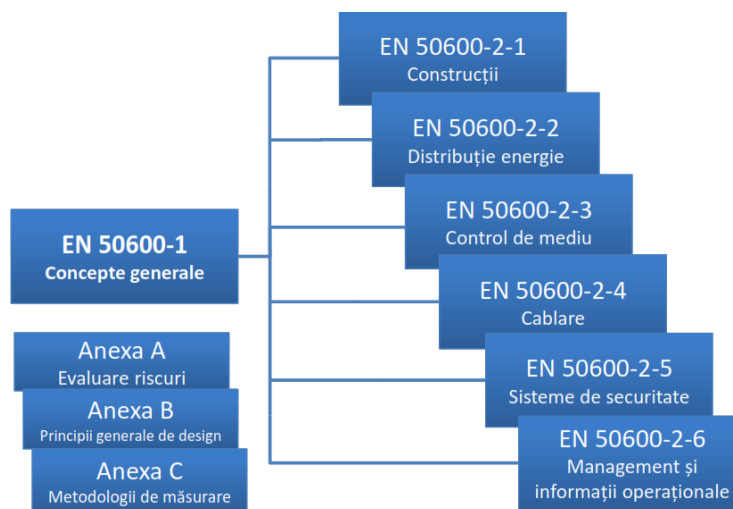 EN 50600-1
Concepte generale
Anexa A
Evaluare riscuri
Anexa B
Principii generale de design
Anexa C
Metodologii de măsurare
EN 50600-2-1
Construcții
EN 50600-2-2
Distribuție energie
EN 50600-2-3
Control de mediu
EN 50600-2-4
Cablare
EN 50600-2-5
Sisteme de securitate
EN 50600-2-6
Management și
informații operaționale